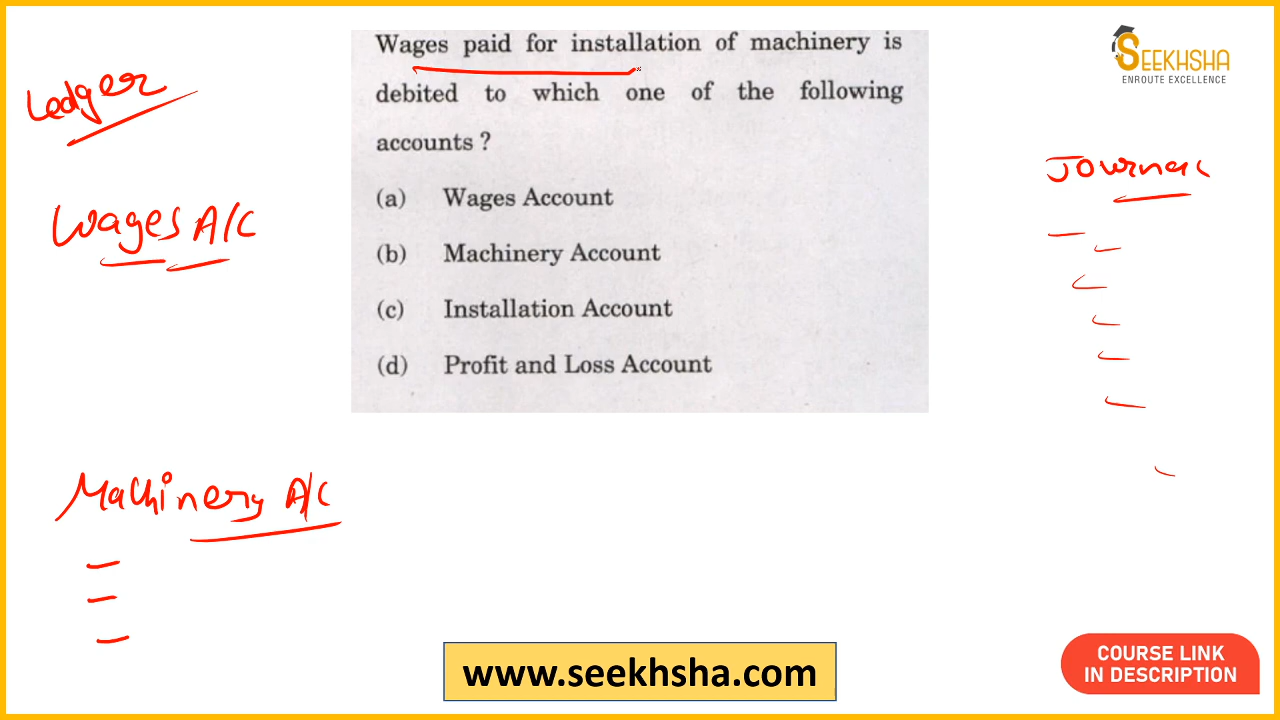 Wages paid for installation of machinery is
debited to which one of the following
accounts ?
(a) Wages Account
(b) Machinery Account
(c) Installation Account
(d) Profit and Loss Account
Ledger
Wages A/C
Machinery A/C
Journal
SEEKHSHA
ENROUTE EXCELLENCE
www.seekhsha.com
COURSE LINK
IN DESCRIPTION